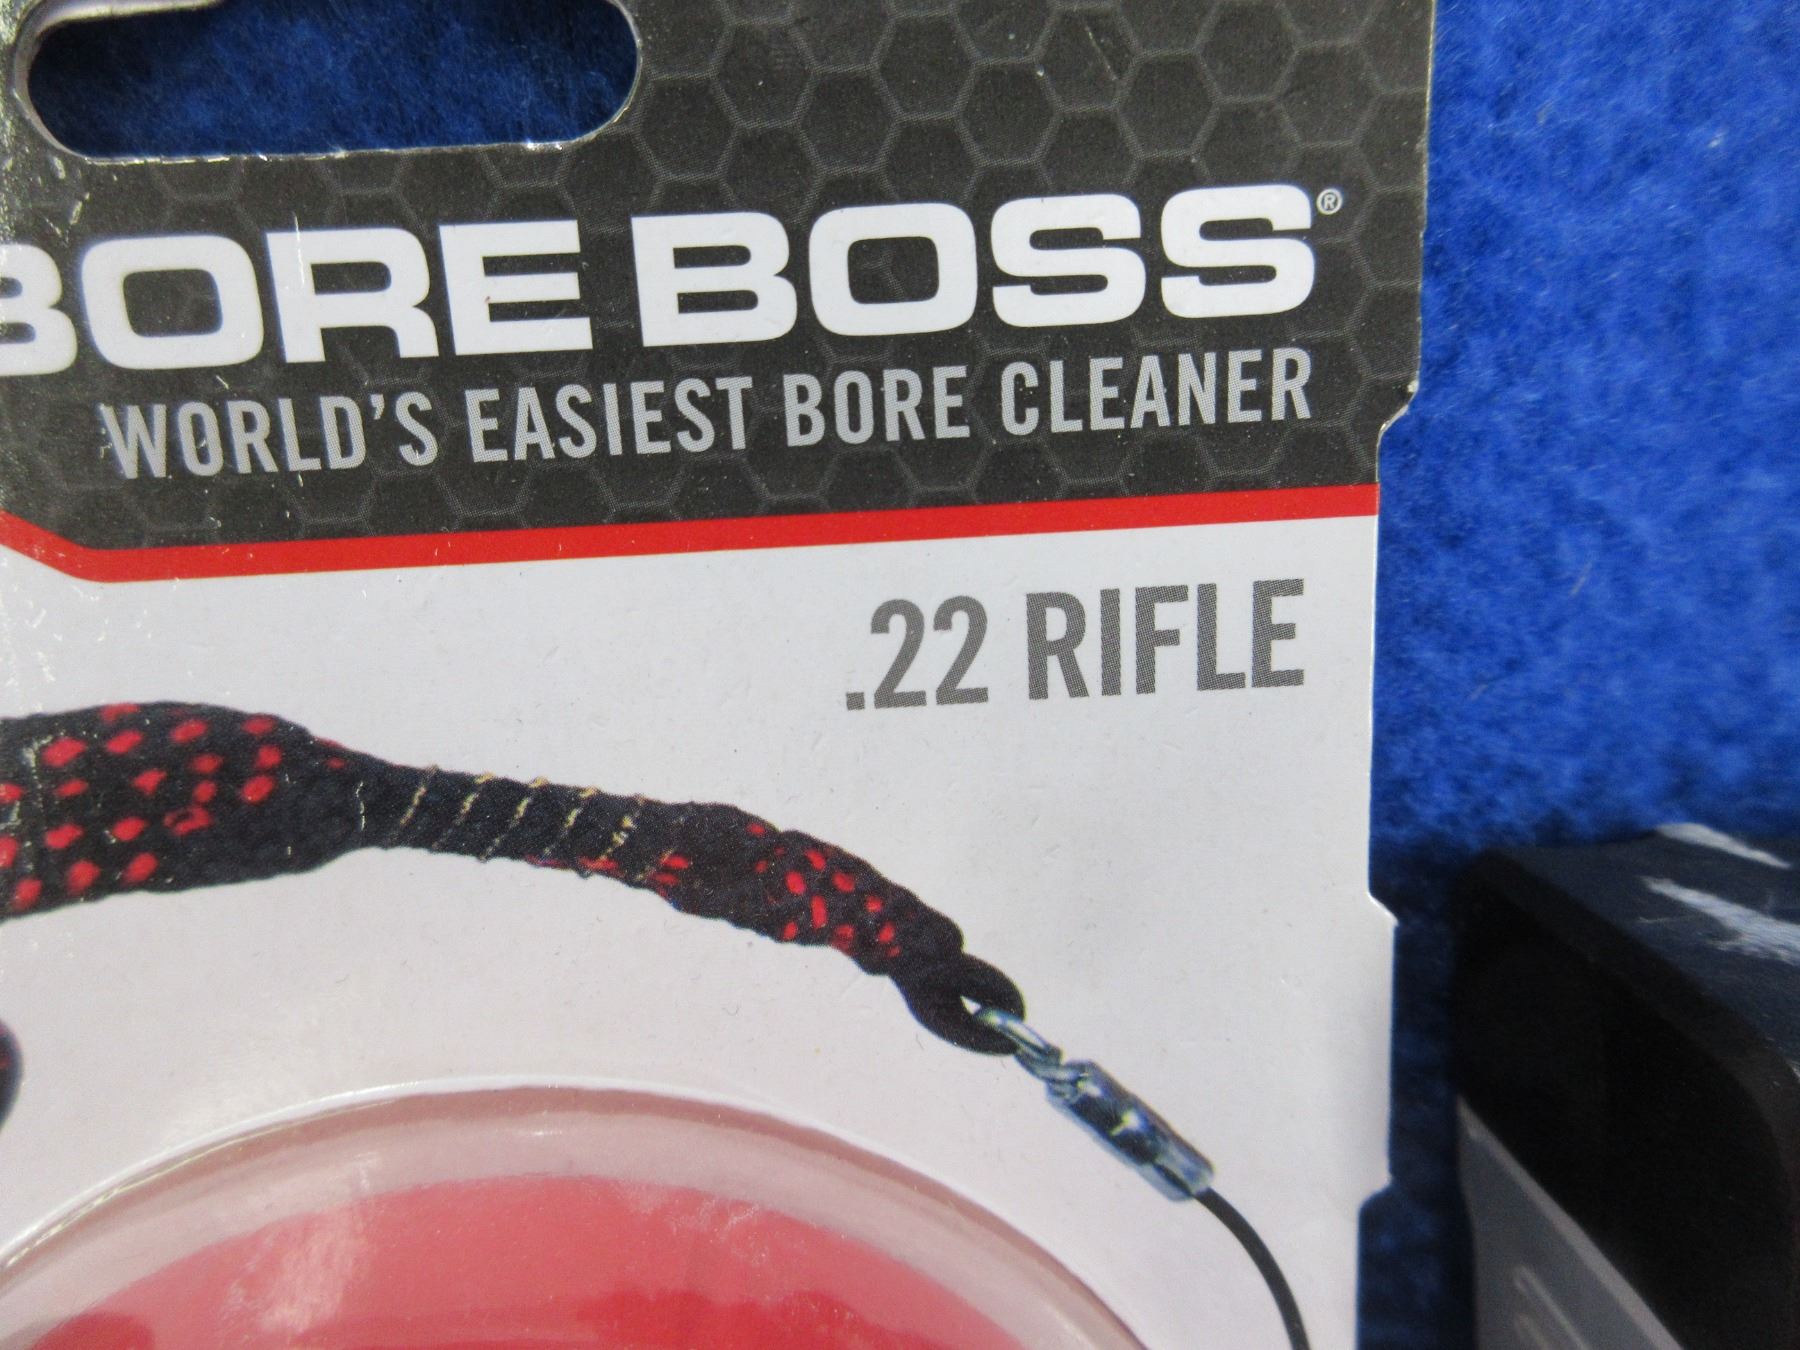 BORE BOSS®
WORLD'S EASIEST BORE CLEANER
.22 RIFLE